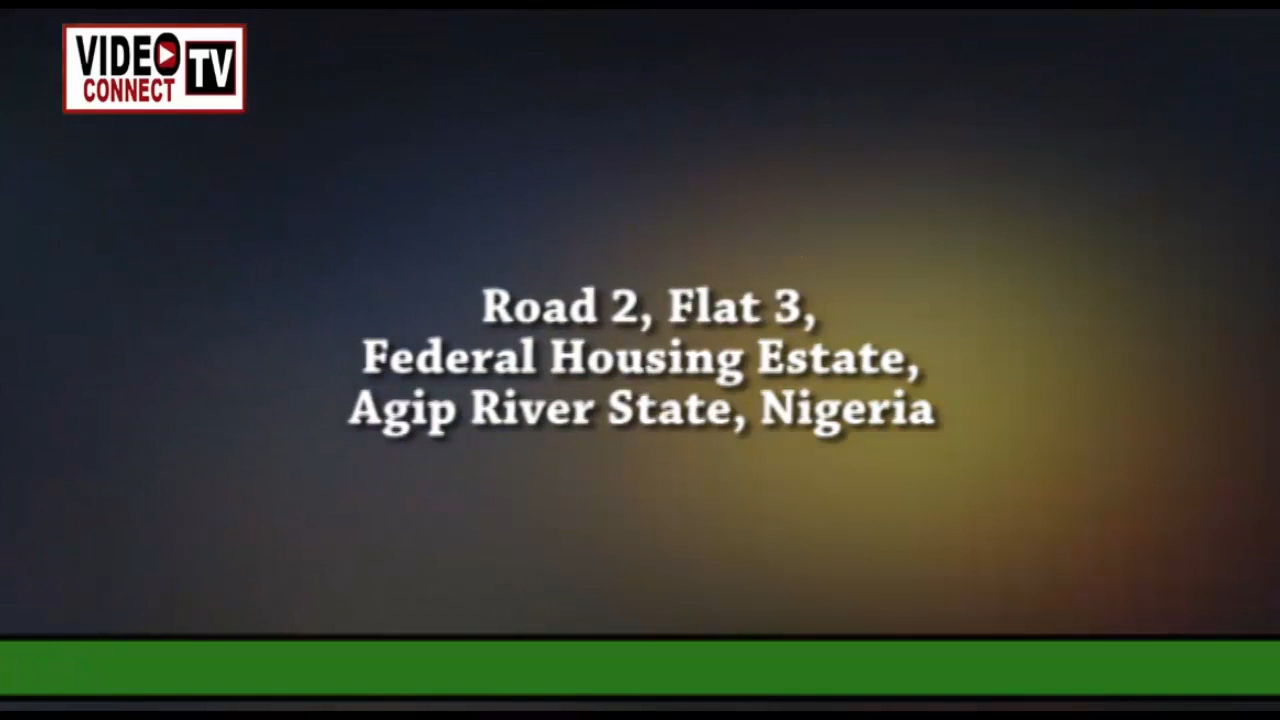 VIDEO
CONNECT
TV
Road 2, Flat 3,
Federal Housing Estate,
Agip River State, Nigeria